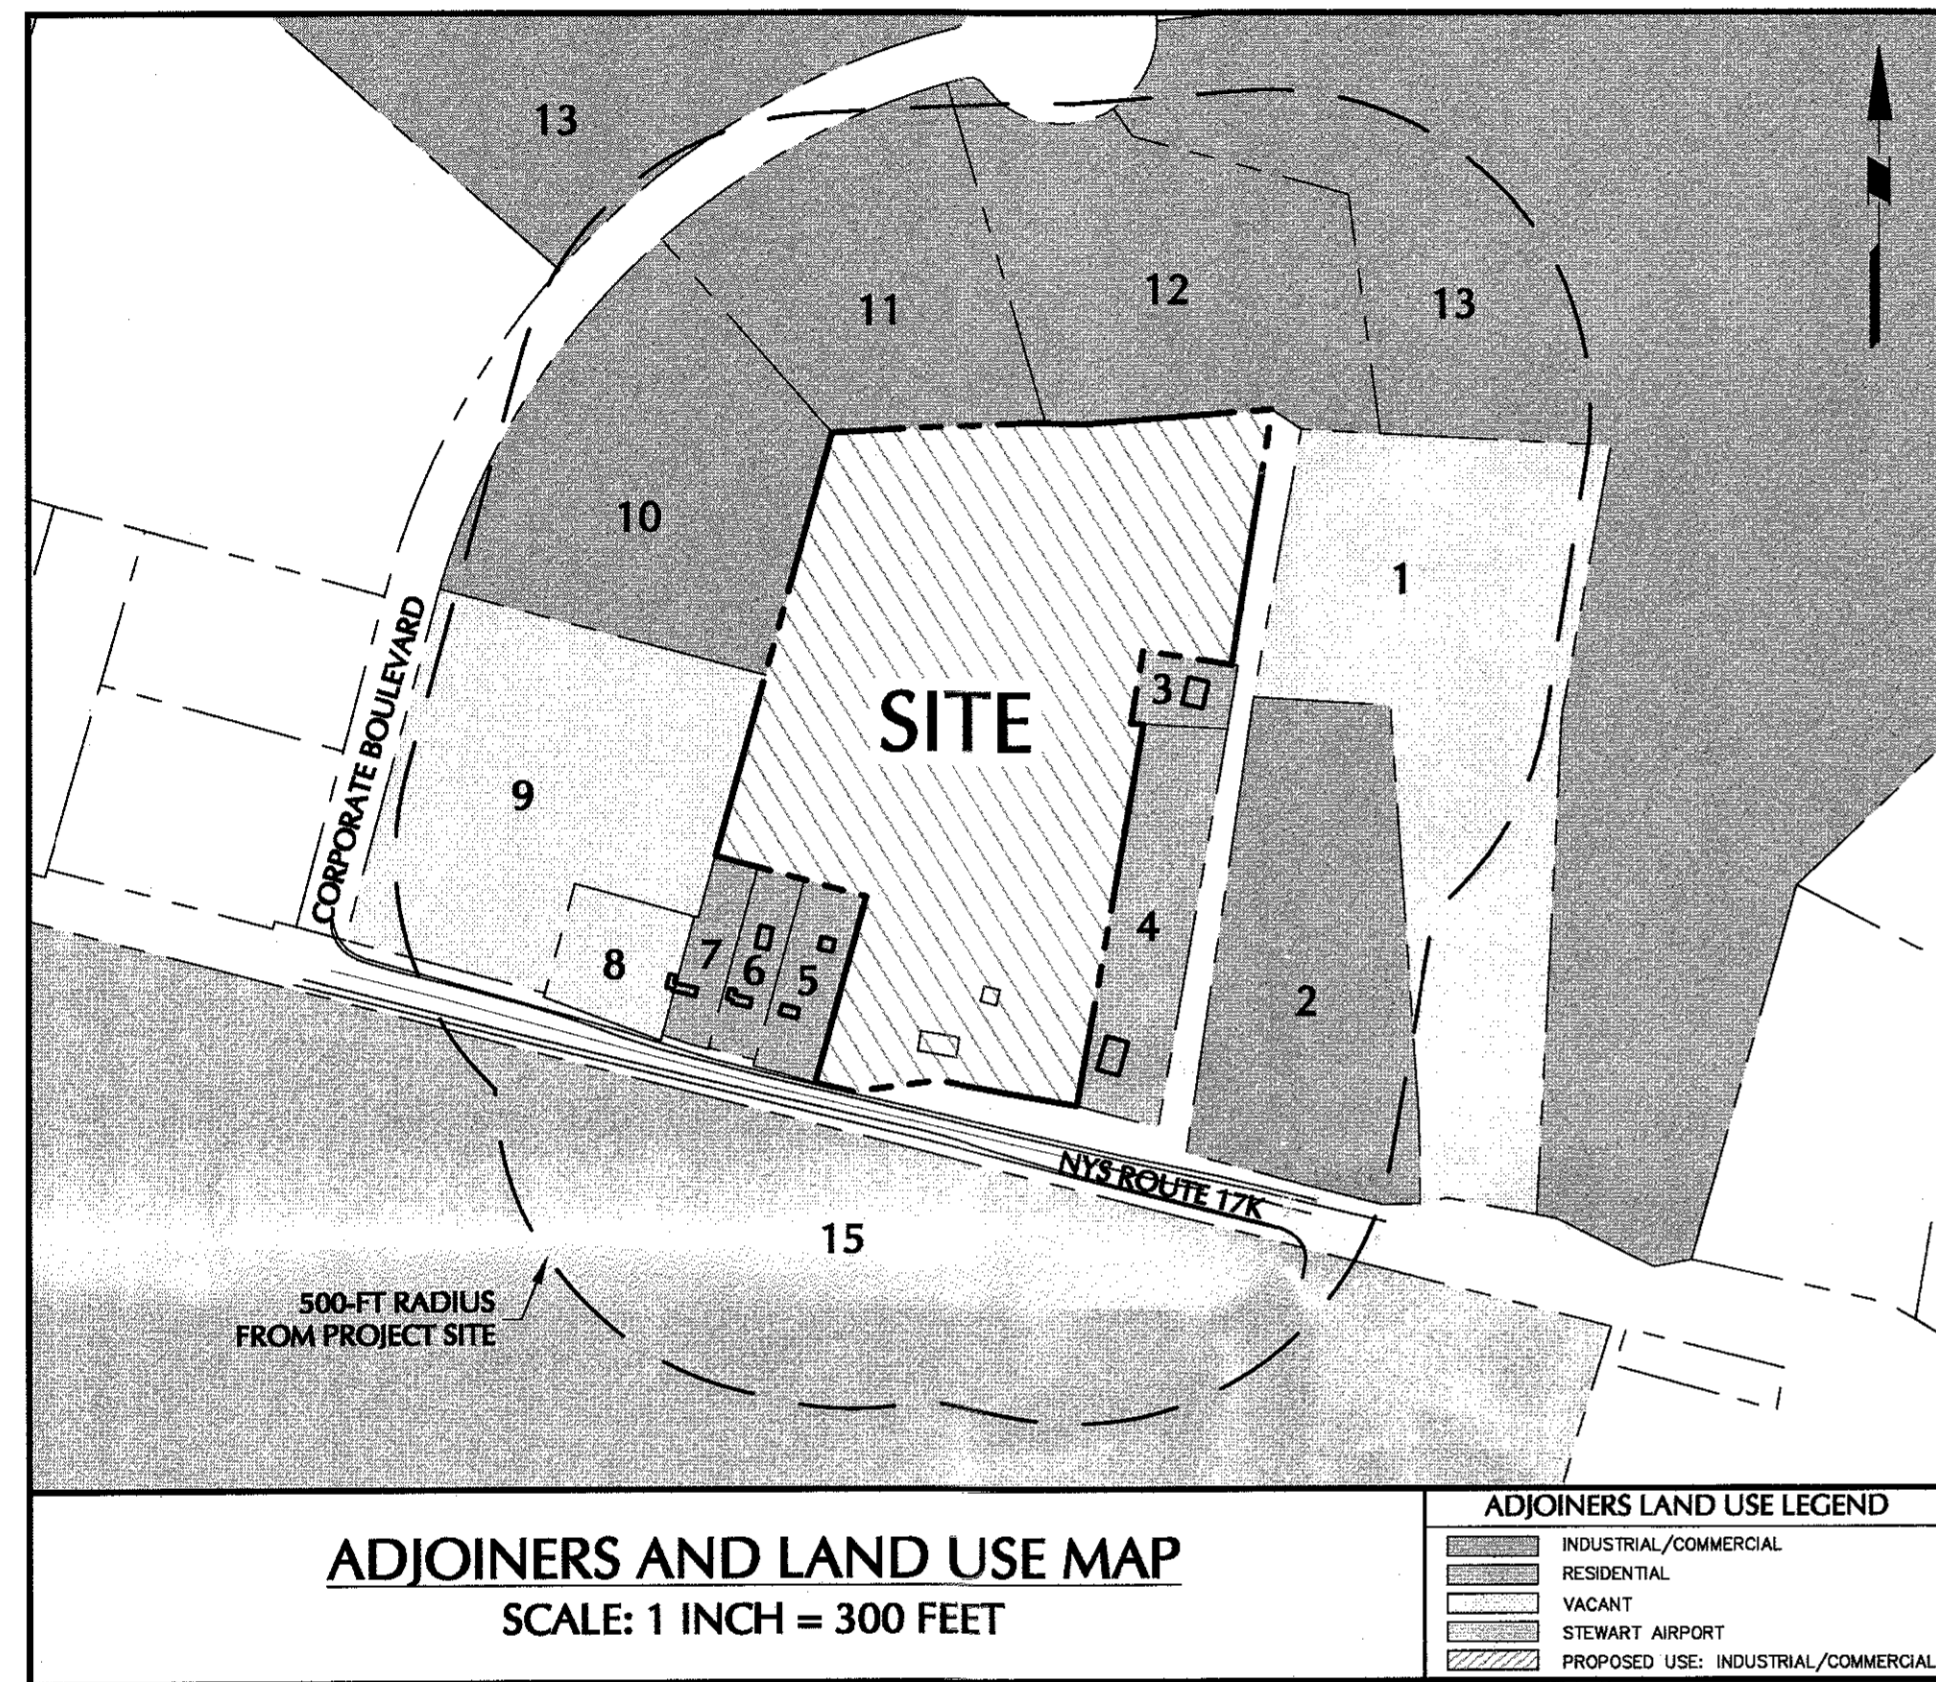 13
11
12
13
10
1
CORPORATE BOULEVARD
3
SITE
9
4
8
7
6
5
2
NYS ROUTE 17K
15
500-FT RADIUS
FROM PROJECT SITE
N
ADJOINERS AND LAND USE MAP
SCALE: 1 INCH = 300 FEET
ADJOINERS LAND USE LEGEND
INDUSTRIAL/COMMERCIAL
RESIDENTIAL
VACANT
STEWART AIRPORT
PROPOSED USE: INDUSTRIAL/COMMERCIAL